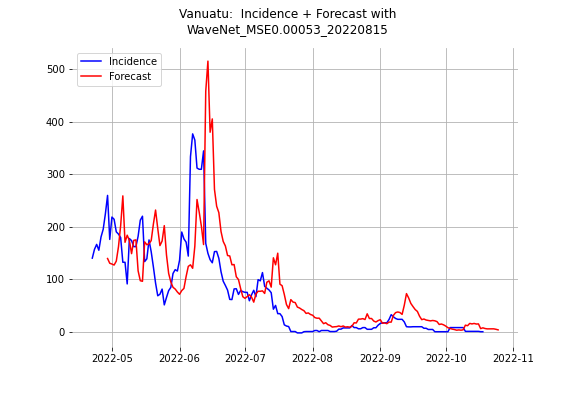 Vanuatu:  Incidence + Forecast with
WaveNet_MSE0.00053_20220815
Incidence
Forecast
500
400
300
200
100
0
2022-05 2022-06 2022-07 2022-08 2022-09 2022-10 2022-11